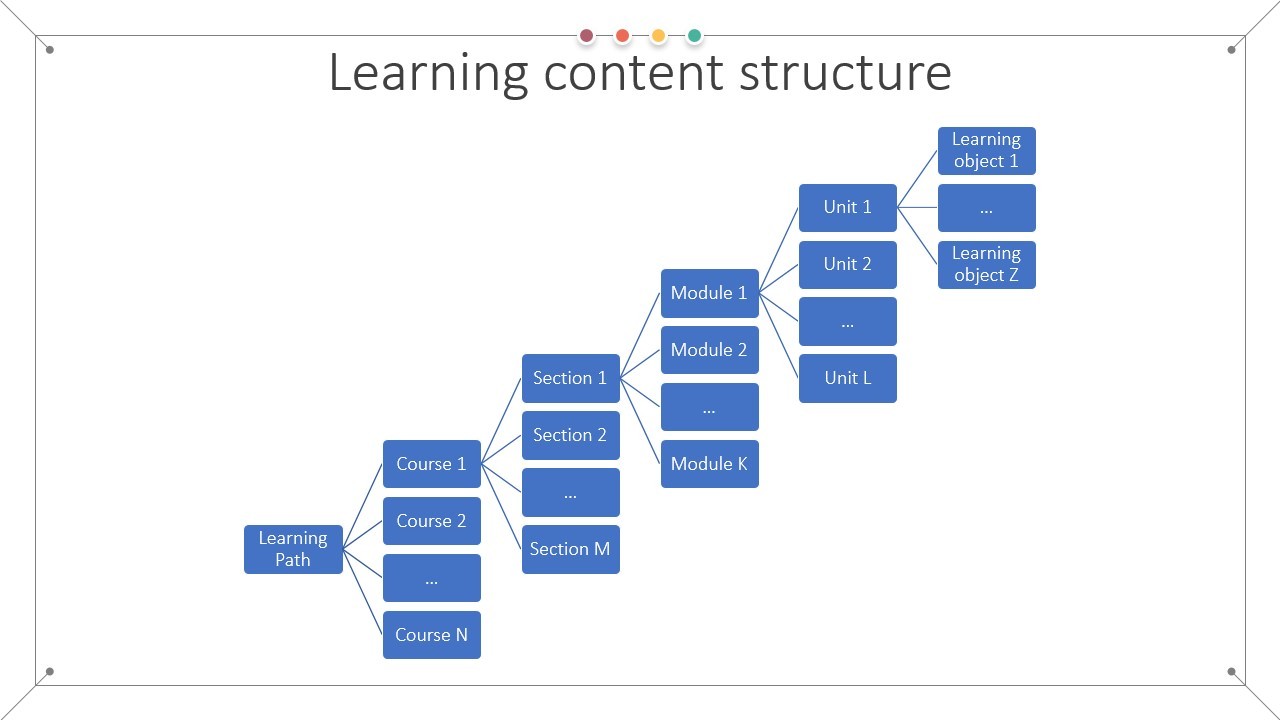 Learning content structure
Learning
Path
Course 1
Course 2
...
Course N
Section 1
Section 2
...
Section M
Module 1
Module 2
...
Module K
Unit 1
Unit 2
...
Unit L
Learning
object 1
...
Learning
object Z